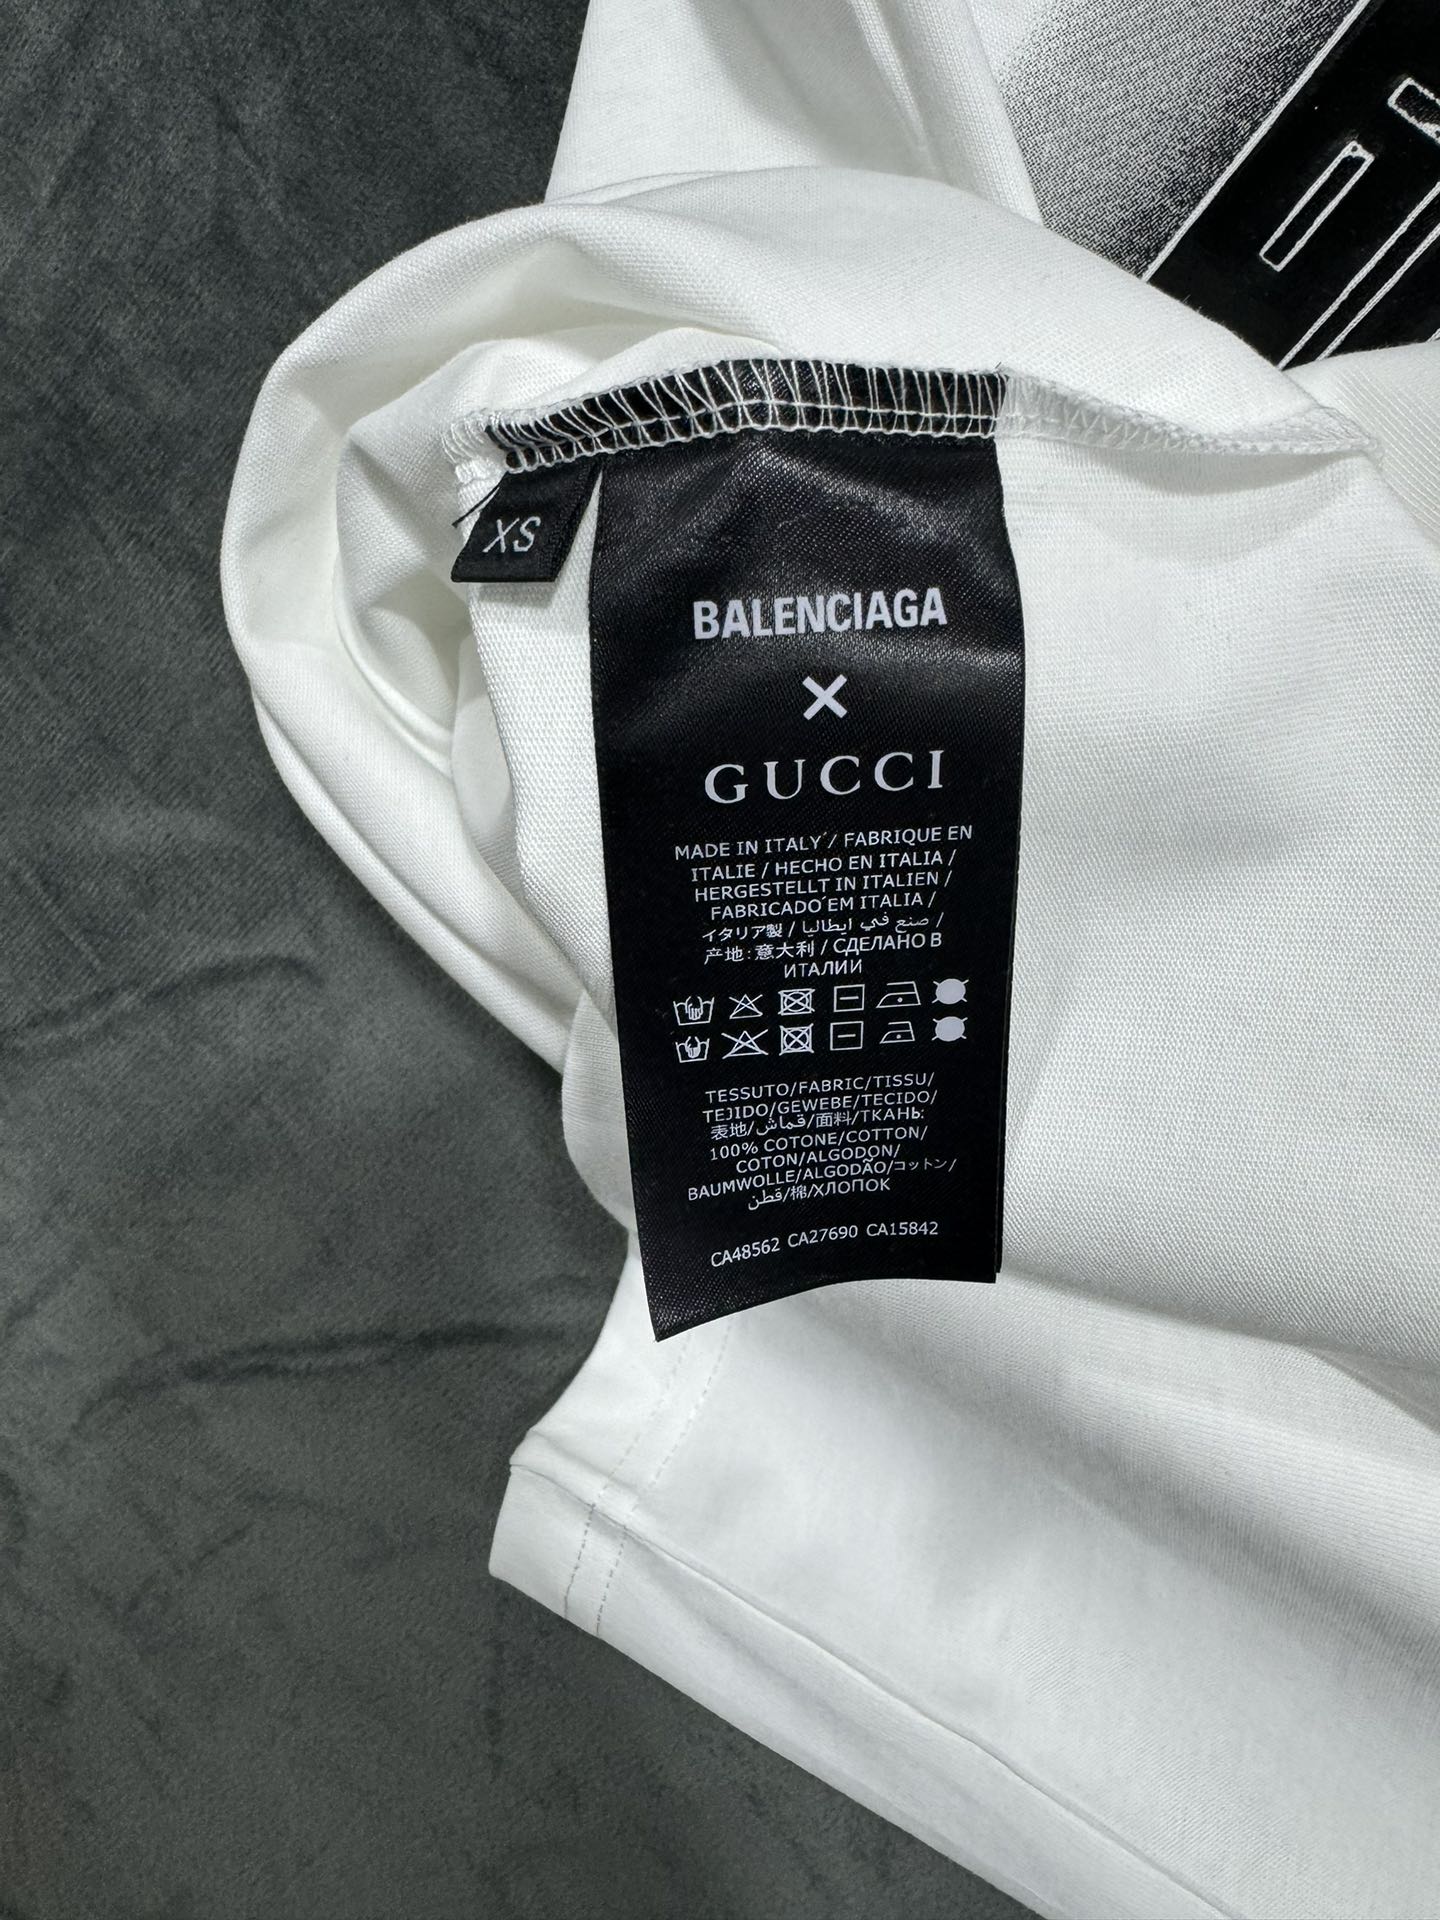 XS
BALENCIAGA
×
GUCCI
MADE IN ITALY / FABRIQUE EN
ITALIE / HECHO EN ITALIA /
HERGESTELLT IN ITALIEN /
FABRICADO EM ITALIA /
イタリア製 / صنع في ايطاليا /
产地:意大利 / СДЕЛАНО В
ИТАЛИИ
TESSUTO/FABRIC/TISSU/
TEJIDO/GEWEBE/TECIDO/
表地/قماش/面料/ТКАНЬ:
100% COTONE/COTTON/
COTON/ALGODON/
BAUMWOLLE/ALGODÃO/コットン/
قطن/棉/ХЛОПОК
CA48562 CA27690 CA15842